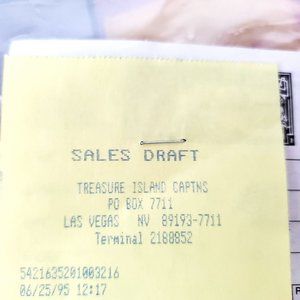 SALES DRAFT
TREASURE ISLAND CAPTNS
PO BOX 7711
LAS VEGAS NV 89193-7711
Terminal 2188852
5421635201003216
06/25/95 12:17